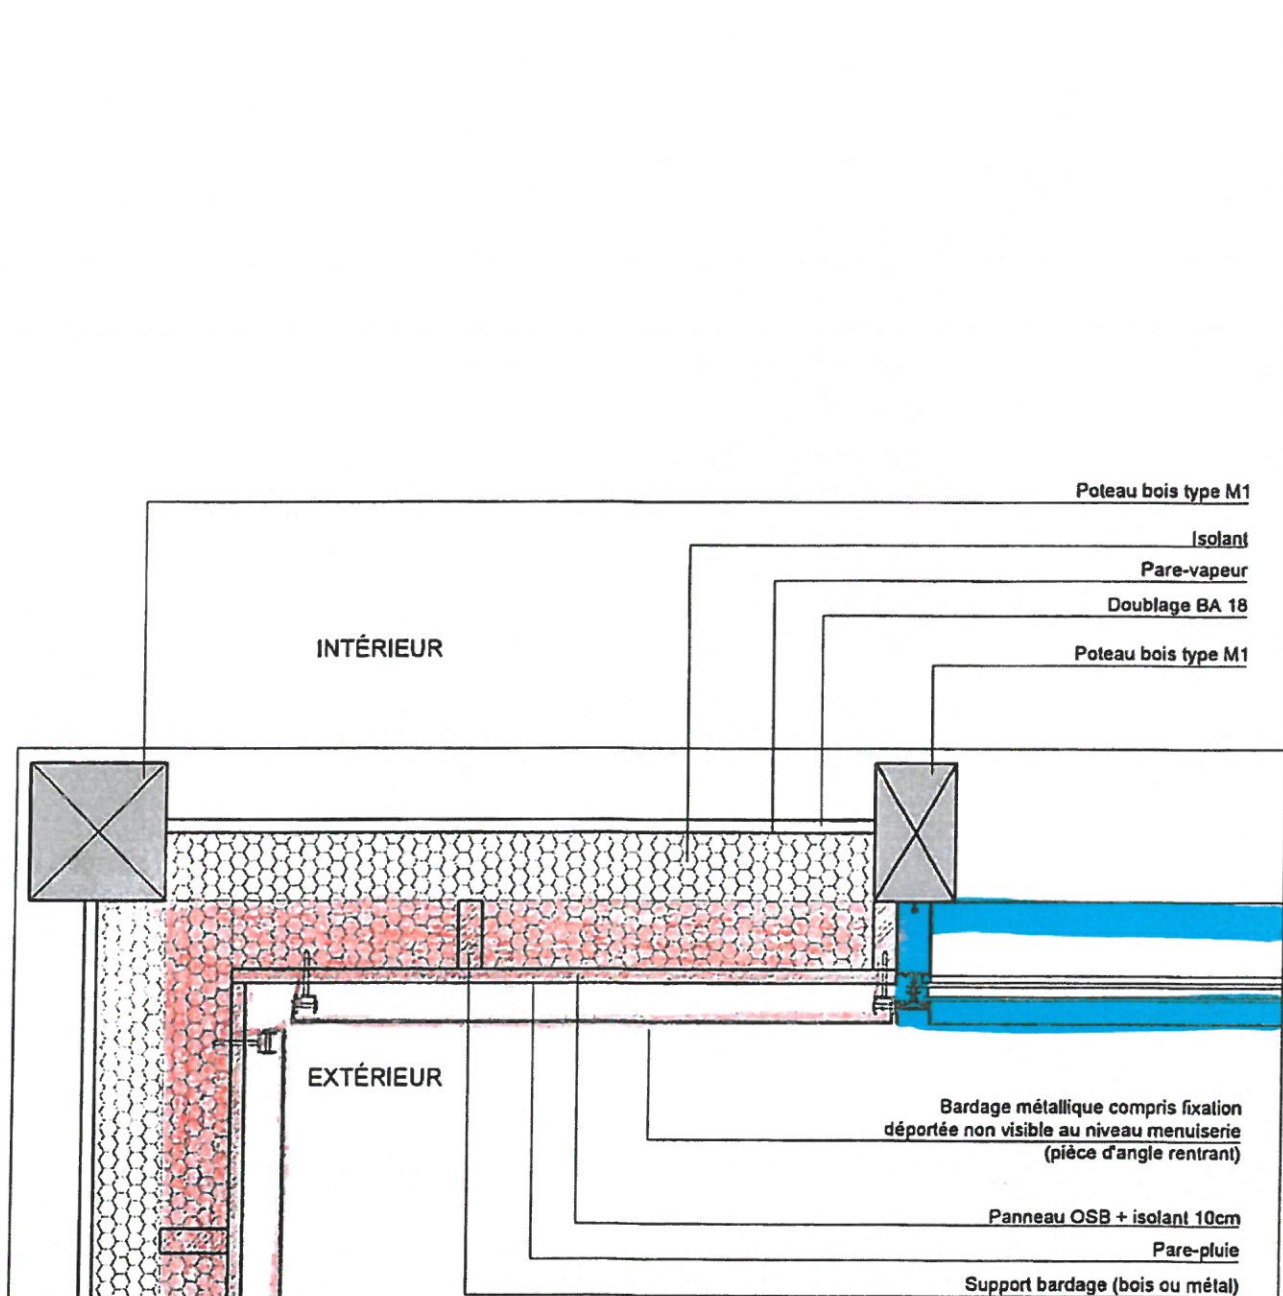 Poteau bois type M1
Isolant
Pare-vapeur
Doublage BA 18
INTÉRIEUR
Poteau bois type M1
EXTÉRIEUR
Bardage métallique compris fixation
déportée non visible au niveau menuiserie
(pièce d'angle rentrant)
Panneau OSB + isolant 10cm
Pare-pluie
Support bardage (bois ou métal)